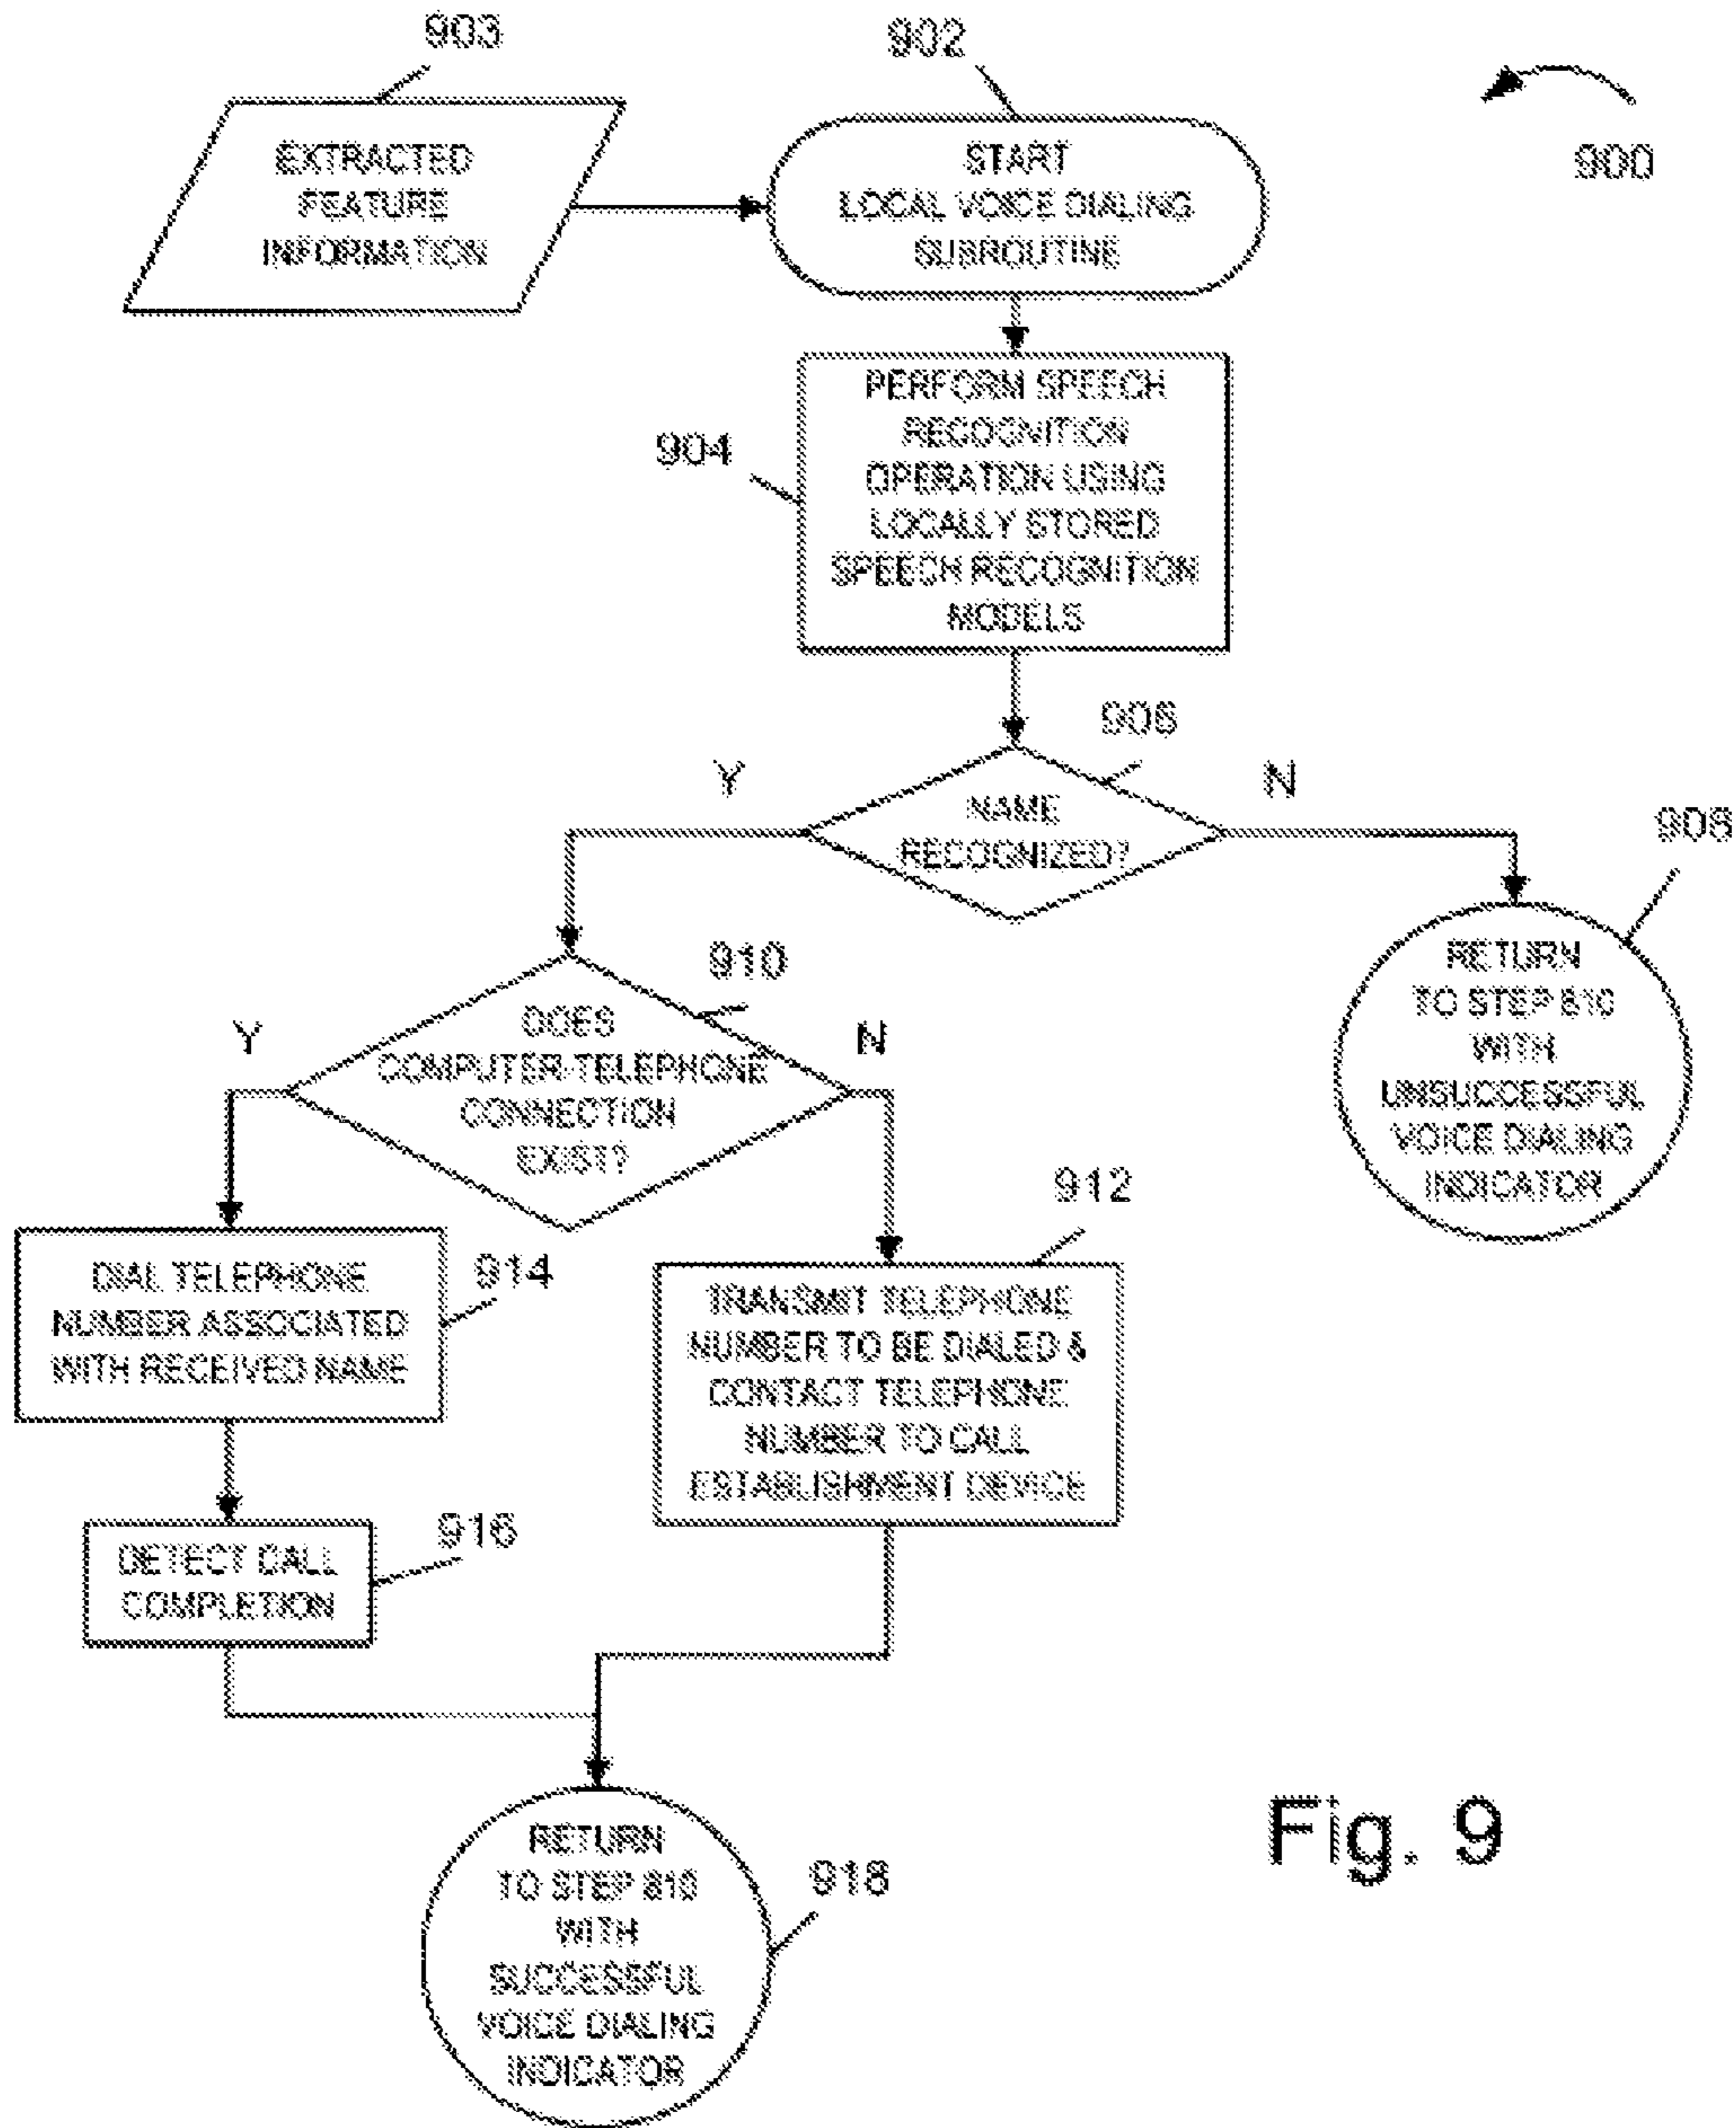 903
902
900
EXTRACTED
FEATURE
INFORMATION
START
LOCAL VOICE DIALING
SUBROUTINE
904
PERFORM SPEECH
RECOGNITION
OPERATION USING
LOCALLY STORED
SPEECH RECOGNITION
MODELS
906
Y
N
NAME
RECOGNIZED?
908
RETURN
TO STEP 810
WITH
UNSUCCESSFUL
VOICE DIALING
INDICATOR
910
Y
N
DOES
COMPUTER-TELEPHONE
CONNECTION
EXIST?
912
914
DIAL TELEPHONE
NUMBER ASSOCIATED
WITH RECEIVED NAME
TRANSMIT TELEPHONE
NUMBER TO BE DIALED &
CONTACT TELEPHONE
NUMBER TO CALL
ESTABLISHMENT DEVICE
916
DETECT CALL
COMPLETION
918
RETURN
TO STEP 810
WITH
SUCCESSFUL
VOICE DIALING
INDICATOR
Fig. 9